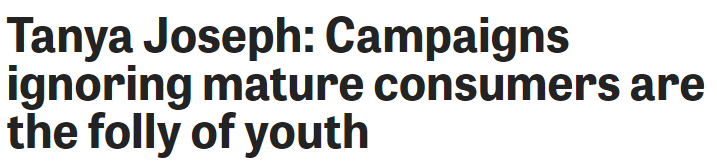 Tanya Joseph: Campaigns
ignoring mature consumers are
the folly of youth